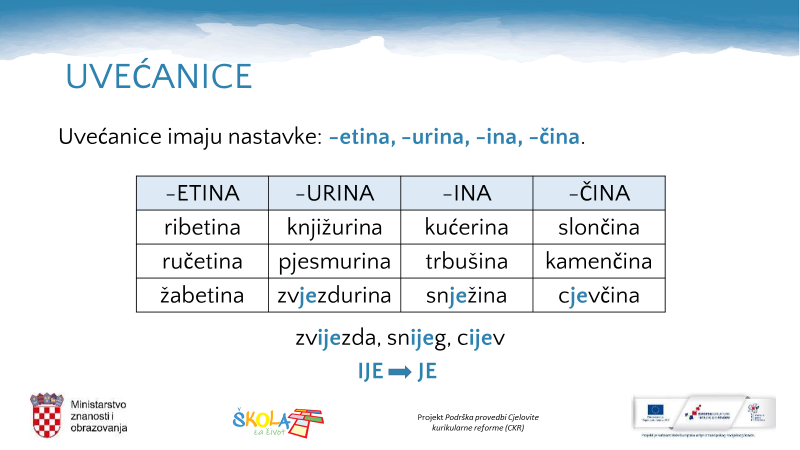 UVEĆANICE
Uvećanice imaju nastavke: –etina, –urina, –ina, –čina.
–ETINA –URINA –INA –ČINA
ribetina knjižurina kućerina slončina
ručetina pjesmurina trbušina kamenčina
žabetina zvjezdurina snježina cjevčina
zvijezda, snijeg, cijev
IJE ➡ JE
Ministarstvo
znanosti i
obrazovanja
ŠKOLA
za život
Projekt Podrška provedbi Cjelovite
kurikularne reforme (CKR)